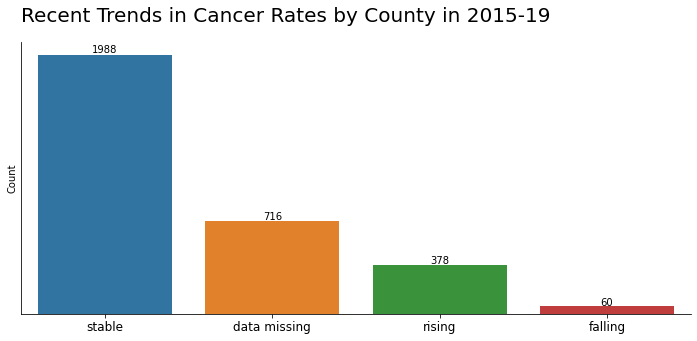 Recent Trends in Cancer Rates by County in 2015-19
1988
716
378
60
Count
stable
data missing
rising
falling